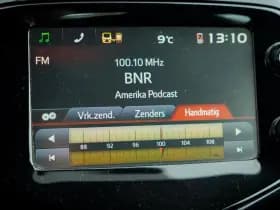 9°C 13:10
FM
100.10 MHz
BNR
Amerika Podcast
Vrk.zend. Zenders Handmatig
88 92 96 100 104 108